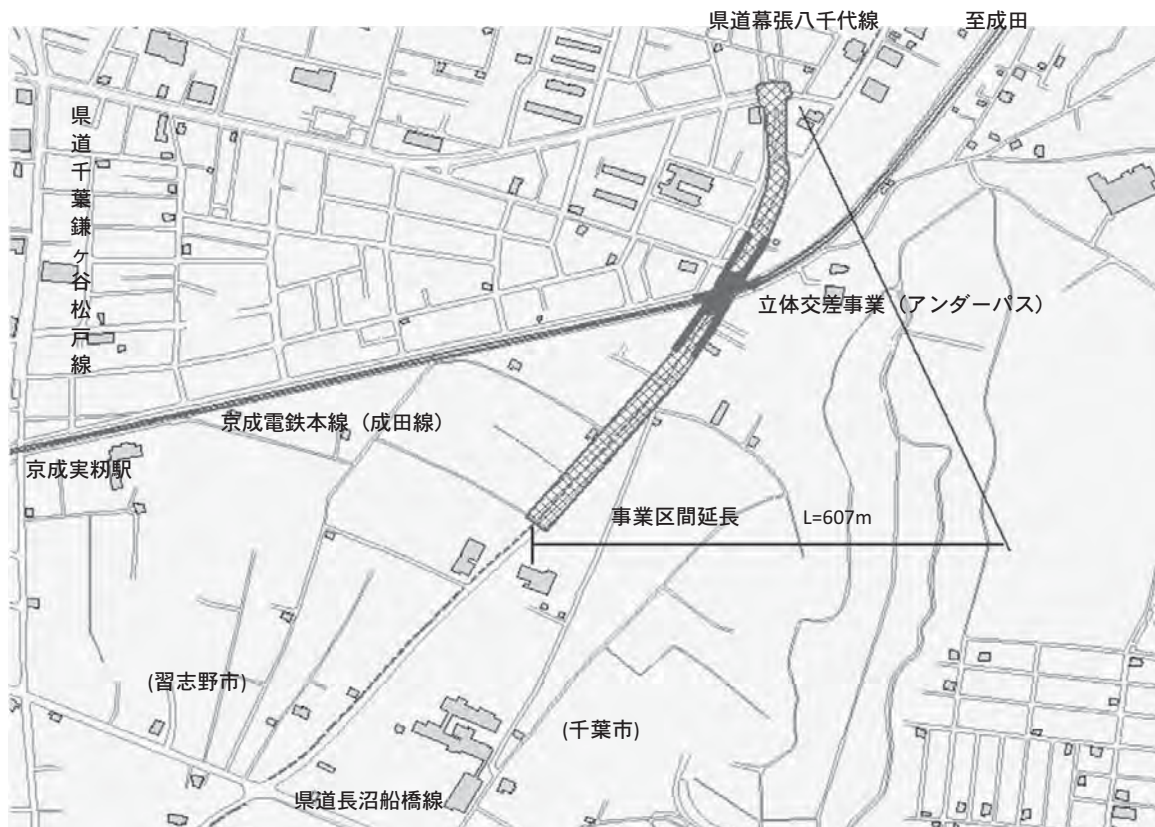 県道幕張八千代線
至成田
県道千葉鎌ヶ谷松戸線
立体交差事業（アンダーパス）
京成電鉄本線（成田線）
京成実籾駅
事業区間延長 L=607m
(習志野市)
(千葉市)
県道長沼船橋線